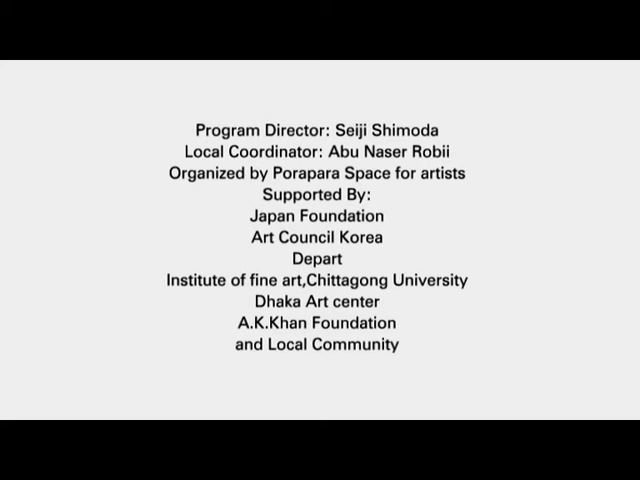 Program Director: Seiji Shimoda
Local Coordinator: Abu Naser Robii
Organized by Porapara Space for artists
Supported By:
Japan Foundation
Art Council Korea
Depart
Institute of fine art,Chittagong University
Dhaka Art center
A.K.Khan Foundation
and Local Community